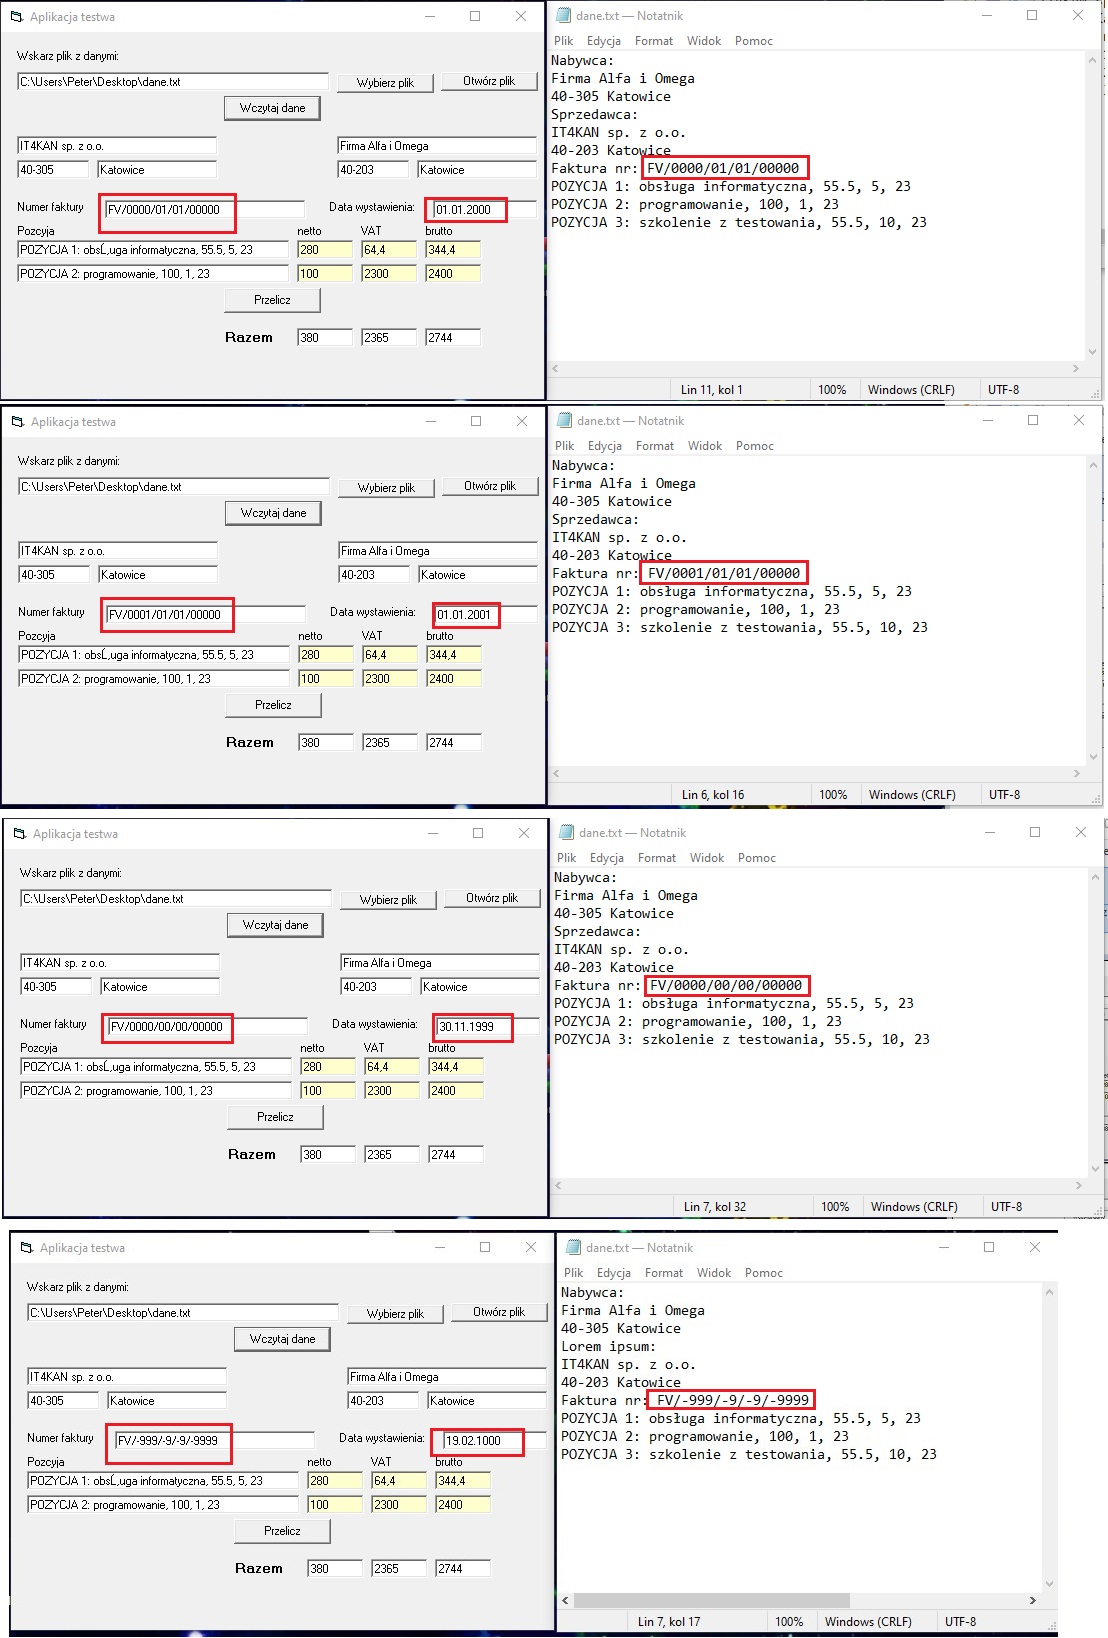 Aplikacja testwa
Wskarz plik z danymi:
C:\Users\Peter\Desktop\dane.txt
Wybierz plik
Otwórz plik
Wczytaj dane
IT4KAN sp. z o.o.
Firma Alfa i Omega
40-305
Katowice
40-203
Katowice
Numer faktury
FV/0000/01/01/00000
Data wystawienia:
01.01.2000
Pozcyja
netto
VAT
brutto
POZYCJA 1: obsĹ‚uga informatyczna, 55.5, 5, 23
280
64,4
344,4
POZYCJA 2: programowanie, 100, 1, 23
100
2300
2400
Przelicz
Razem
380
2365
2744
dane.txt — Notatnik
Plik Edycja Format Widok Pomoc
Nabywca:
Firma Alfa i Omega
40-305 Katowice
Sprzedawca:
IT4KAN sp. z o.o.
40-203 Katowice
Faktura nr: FV/0000/01/01/00000
POZYCJA 1: obsługa informatyczna, 55.5, 5, 23
POZYCJA 2: programowanie, 100, 1, 23
POZYCJA 3: szkolenie z testowania, 55.5, 10, 23
Lin 11, kol 1
100%
Windows (CRLF)
UTF-8
Aplikacja testwa
Wskarz plik z danymi:
C:\Users\Peter\Desktop\dane.txt
Wybierz plik
Otwórz plik
Wczytaj dane
IT4KAN sp. z o.o.
Firma Alfa i Omega
40-305
Katowice
40-203
Katowice
Numer faktury
FV/0001/01/01/00000
Data wystawienia:
01.01.2001
Pozcyja
netto
VAT
brutto
POZYCJA 1: obsĹ‚uga informatyczna, 55.5, 5, 23
280
64,4
344,4
POZYCJA 2: programowanie, 100, 1, 23
100
2300
2400
Przelicz
Razem
380
2365
2744
dane.txt — Notatnik
Plik Edycja Format Widok Pomoc
Nabywca:
Firma Alfa i Omega
40-305 Katowice
Sprzedawca:
IT4KAN sp. z o.o.
40-203 Katowice
Faktura nr: FV/0001/01/01/00000
POZYCJA 1: obsługa informatyczna, 55.5, 5, 23
POZYCJA 2: programowanie, 100, 1, 23
POZYCJA 3: szkolenie z testowania, 55.5, 10, 23
Lin 6, kol 16
100%
Windows (CRLF)
UTF-8
Aplikacja testwa
Wskarz plik z danymi:
C:\Users\Peter\Desktop\dane.txt
Wybierz plik
Otwórz plik
Wczytaj dane
IT4KAN sp. z o.o.
Firma Alfa i Omega
40-305
Katowice
40-203
Katowice
Numer faktury
FV/0000/00/00/00000
Data wystawienia:
30.11.1999
Pozcyja
netto
VAT
brutto
POZYCJA 1: obsĹ‚uga informatyczna, 55.5, 5, 23
280
64,4
344,4
POZYCJA 2: programowanie, 100, 1, 23
100
2300
2400
Przelicz
Razem
380
2365
2744
dane.txt — Notatnik
Plik Edycja Format Widok Pomoc
Nabywca:
Firma Alfa i Omega
40-305 Katowice
Sprzedawca:
IT4KAN sp. z o.o.
40-203 Katowice
Faktura nr: FV/0000/00/00/00000
POZYCJA 1: obsługa informatyczna, 55.5, 5, 23
POZYCJA 2: programowanie, 100, 1, 23
POZYCJA 3: szkolenie z testowania, 55.5, 10, 23
Lin 7, kol 32
100%
Windows (CRLF)
UTF-8
Aplikacja testwa
Wskarz plik z danymi:
C:\Users\Peter\Desktop\dane.txt
Wybierz plik
Otwórz plik
Wczytaj dane
IT4KAN sp. z o.o.
Firma Alfa i Omega
40-305
Katowice
40-203
Katowice
Numer faktury
FV/-999/-9/-9/-9999
Data wystawienia:
19.02.1000
Pozcyja
netto
VAT
brutto
POZYCJA 1: obsĹ‚uga informatyczna, 55.5, 5, 23
280
64,4
344,4
POZYCJA 2: programowanie, 100, 1, 23
100
2300
2400
Przelicz
Razem
380
2365
2744
dane.txt — Notatnik
Plik Edycja Format Widok Pomoc
Nabywca:
Firma Alfa i Omega
40-305 Katowice
Lorem ipsum:
IT4KAN sp. z o.o.
40-203 Katowice
Faktura nr: FV/-999/-9/-9/-9999
POZYCJA 1: obsługa informatyczna, 55.5, 5, 23
POZYCJA 2: programowanie, 100, 1, 23
POZYCJA 3: szkolenie z testowania, 55.5, 10, 23
Lin 7, kol 17
100%
Windows (CRLF)
UTF-8